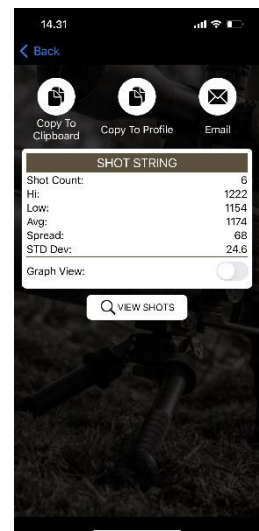 14.31
Back
Copy To
Clipboard
Copy To Profile
Email
SHOT STRING
Shot Count: 6
Hi: 1222
Low: 1154
Avg: 1174
Spread: 68
STD Dev: 24.6
Graph View:
VIEW SHOTS